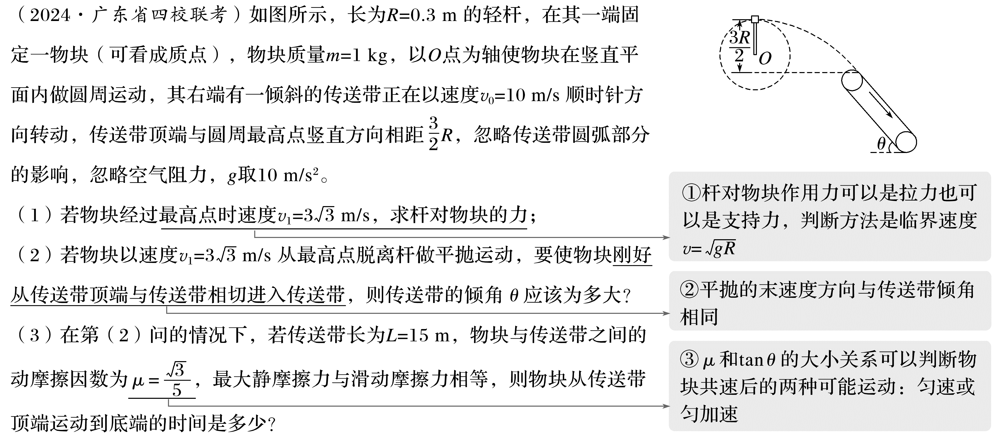 （2024·广东省四校联考）如图所示，长为R=0.3 m 的轻杆，在其一端固
定一物块（可看成质点），物块质量m=1 kg，以O点为轴使物块在竖直平
面内做圆周运动，其右端有一倾斜的传送带正在以速度v₀=10 m/s 顺时针方
向转动，传送带顶端与圆周最高点竖直方向相距 3/2 R，忽略传送带圆弧部分
的影响，忽略空气阻力，g取10 m/s²。
（1）若物块经过最高点时速度v₁=3√3 m/s，求杆对物块的力；
（2）若物块以速度v₁=3√3 m/s 从最高点脱离杆做平抛运动，要使物块刚好
从传送带顶端与传送带相切进入传送带，则传送带的倾角 θ 应该为多大？
（3）在第（2）问的情况下，若传送带长为L=15 m，物块与传送带之间的
动摩擦因数为 μ = √3/5，最大静摩擦力与滑动摩擦力相等，则物块从传送带
顶端运动到底端的时间是多少？
3R/2
O
θ
①杆对物块作用力可以是拉力也可
以是支持力，判断方法是临界速度
v=√gR
②平抛的末速度方向与传送带倾角
相同
③ μ 和tan θ 的大小关系可以判断物
块共速后的两种可能运动：匀速或
匀加速